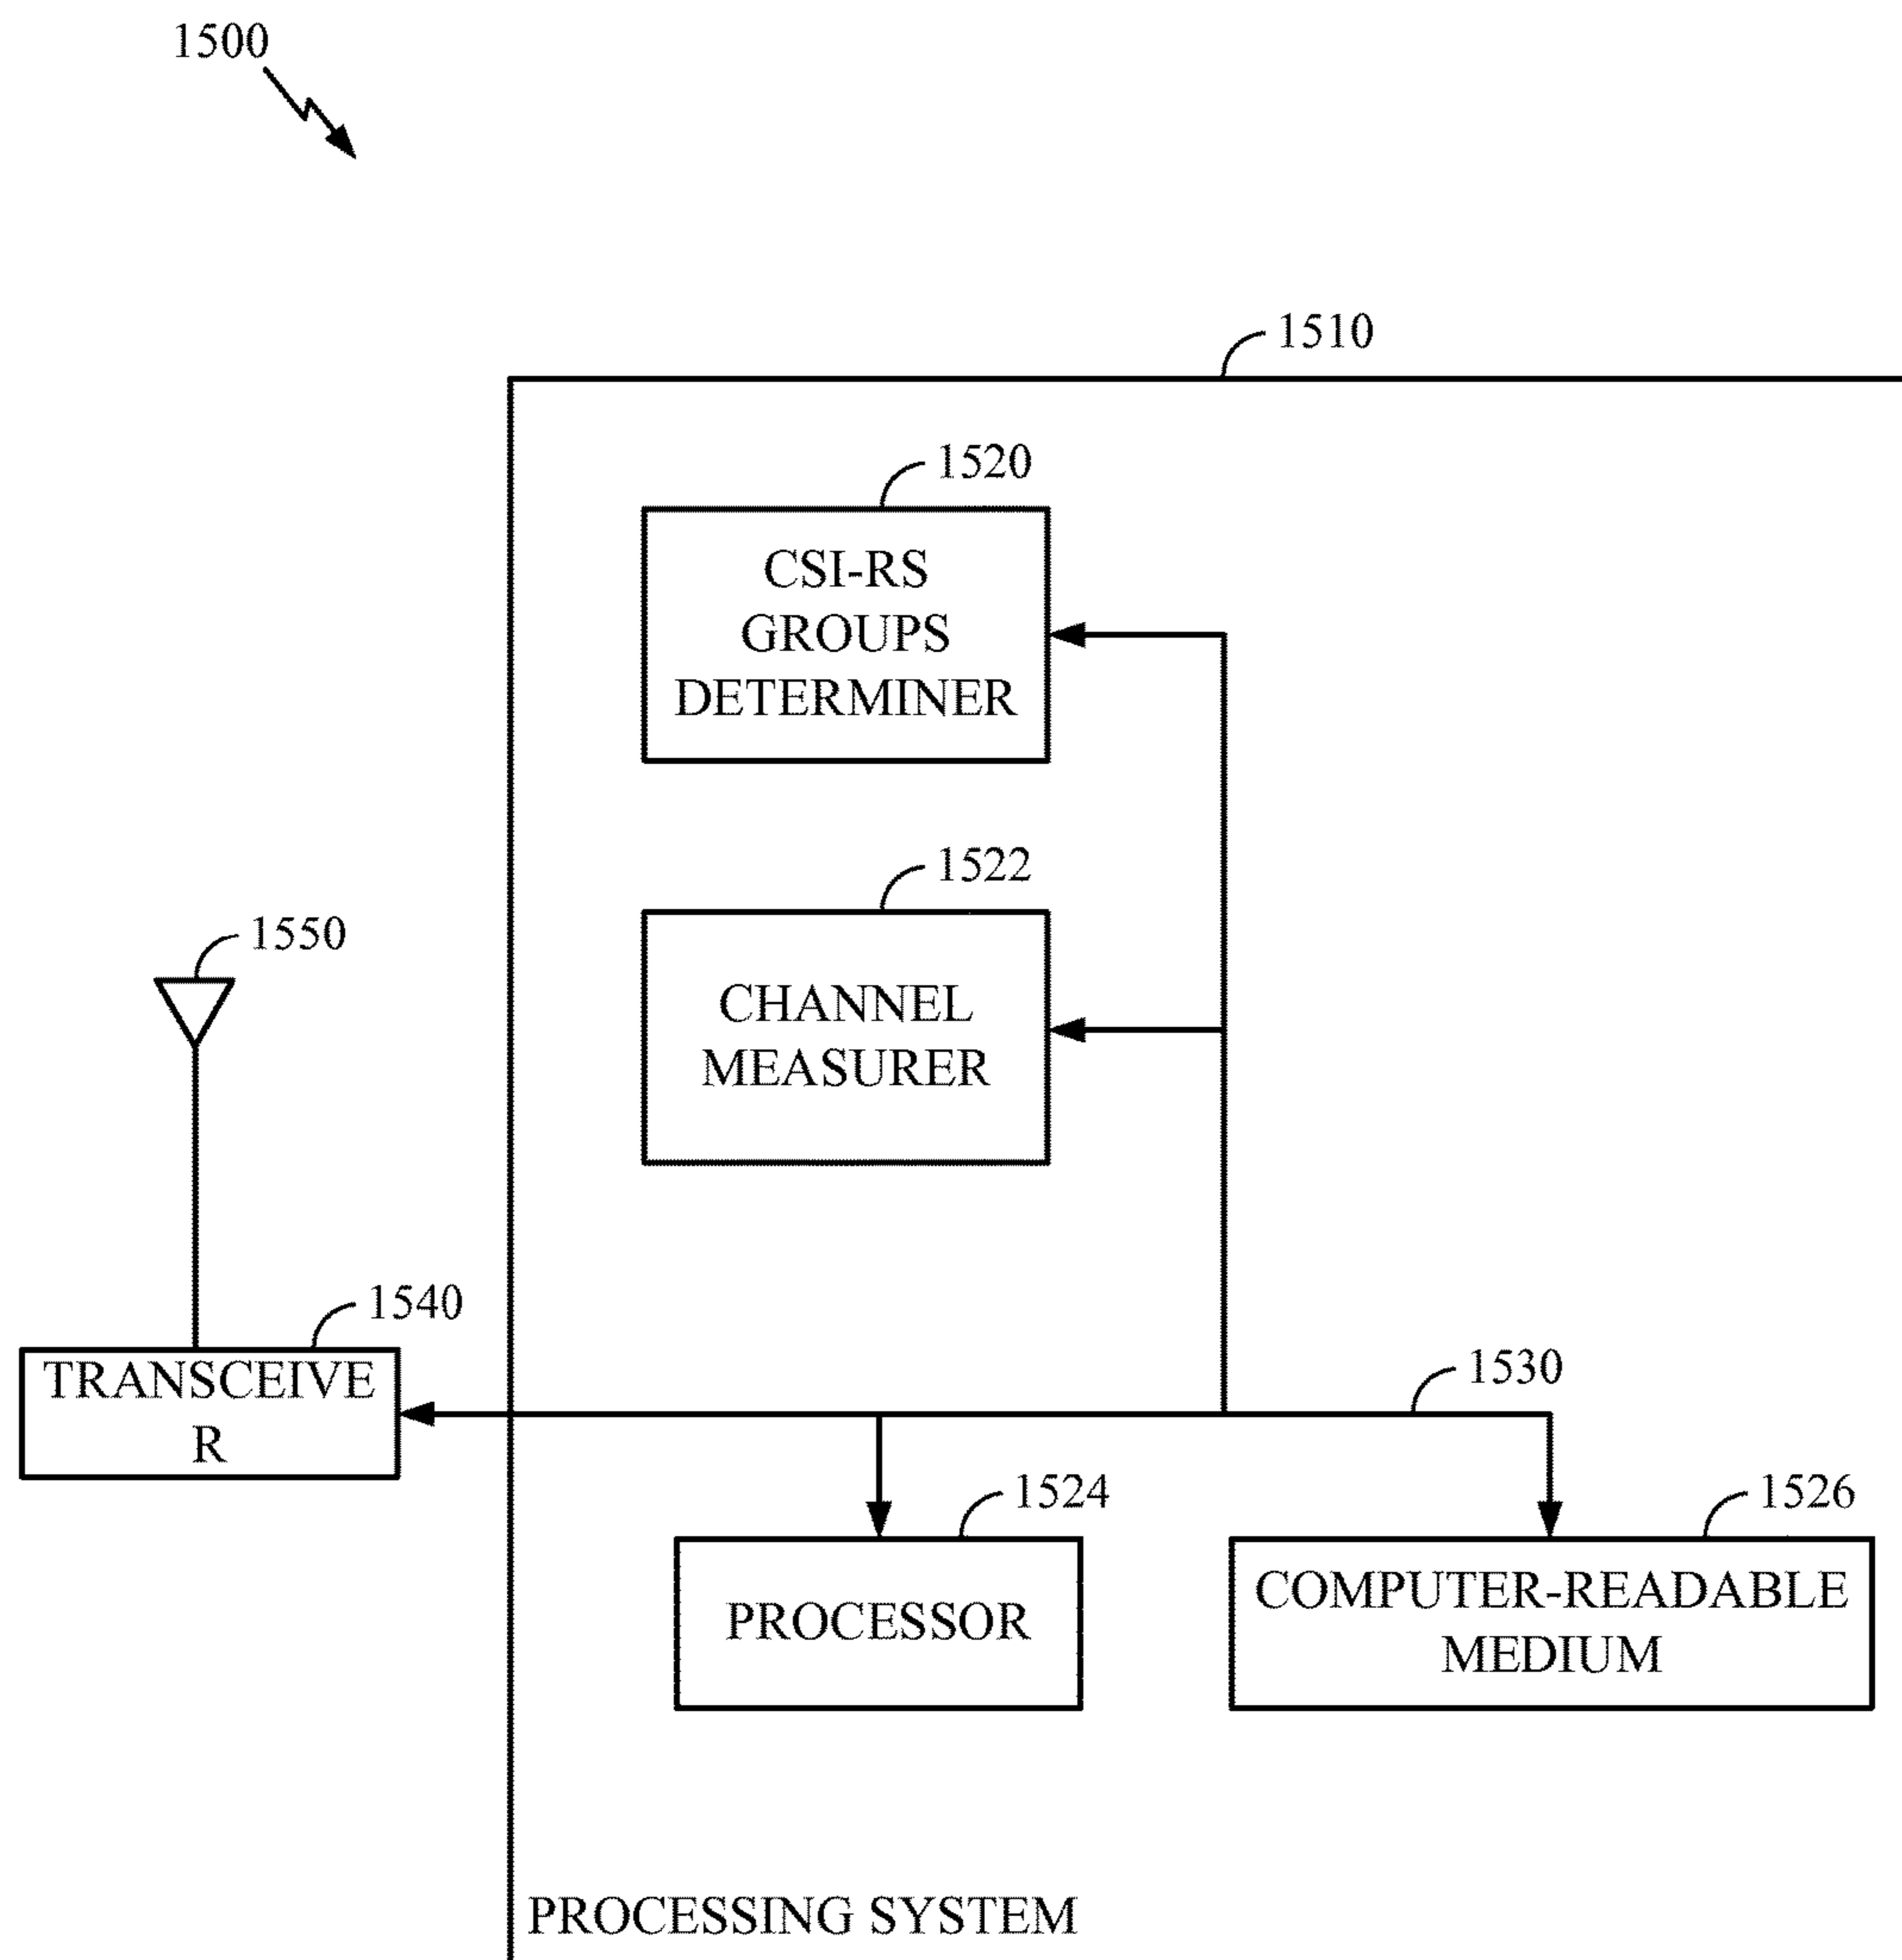 1500
1510
1520
CSI-RS
GROUPS
DETERMINER
1522
CHANNEL
MEASURER
1550
1540
TRANSCEIVE
R
1530
1524
PROCESSOR
1526
COMPUTER-READABLE
MEDIUM
PROCESSING SYSTEM